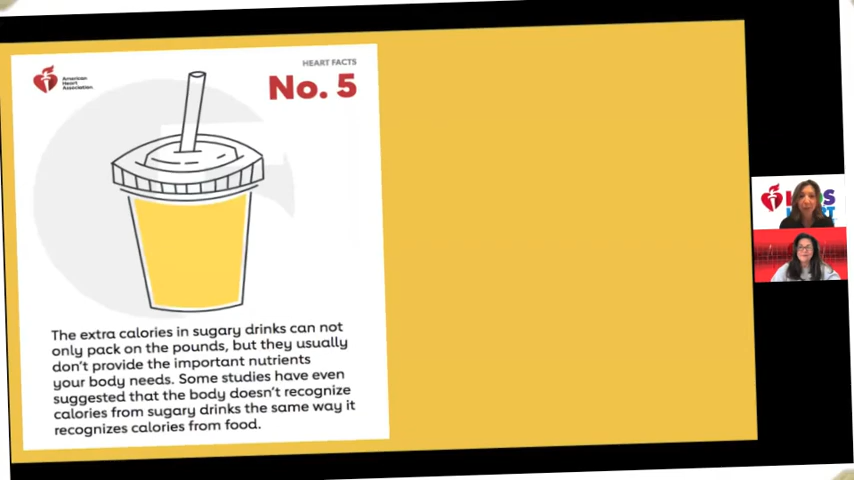 American
Heart
Association.
HEART FACTS
No. 5
The extra calories in sugary drinks can not
only pack on the pounds, but they usually
don't provide the important nutrients
your body needs. Some studies have even
suggested that the body doesn't recognize
calories from sugary drinks the same way it
recognizes calories from food.